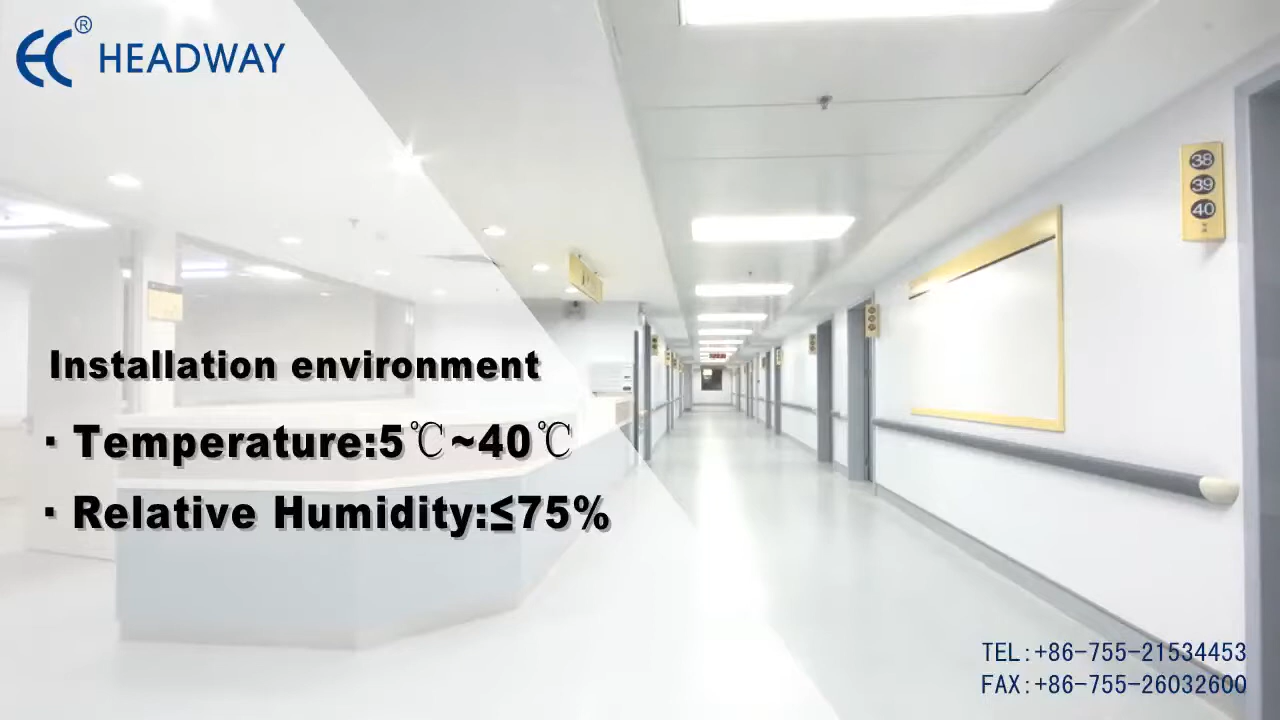 HEADWAY®
38
39
40
Installation environment
· Temperature:5℃~40℃
· Relative Humidity:≤75%
TEL:+86-755-21534453
FAX:+86-755-26032600